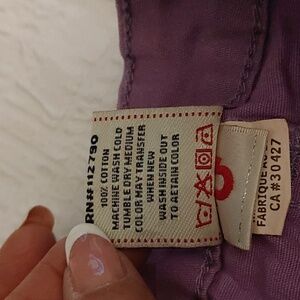 RN#112790
100% COTTON
MACHINE WASH COLD
TUMBLE DRY MEDIUM
COLOR MAY TRANSFER
WHEN NEW
WASH INSIDE OUT
TO RETAIN COLOR
FABRIQUE AU
CA#30427